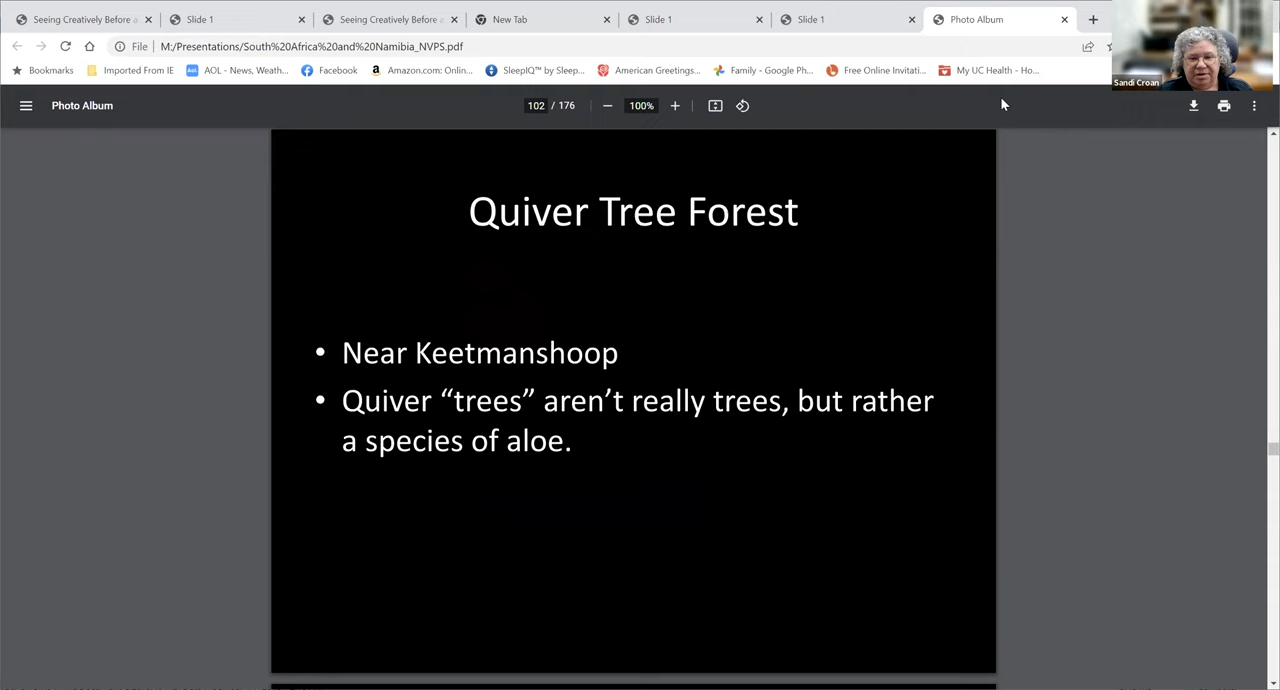 Seeing Creatively Before a
Slide 1
Seeing Creatively Before a
New Tab
Slide 1
Slide 1
Photo Album
File
M:/Presentations/South%20Africa%20and%20Namibia_NVPS.pdf
Bookmarks
Imported From IE
AOL - News, Weath...
Facebook
Amazon.com: Onlin...
SleepIQ™ by Sleep...
American Greetings...
Family - Google Ph...
Free Online Invitati...
My UC Health - Ho...
Sandi Croan
Photo Album
102 / 176
100%
Quiver Tree Forest
• Near Keetmanshoop
• Quiver “trees” aren’t really trees, but rather
a species of aloe.